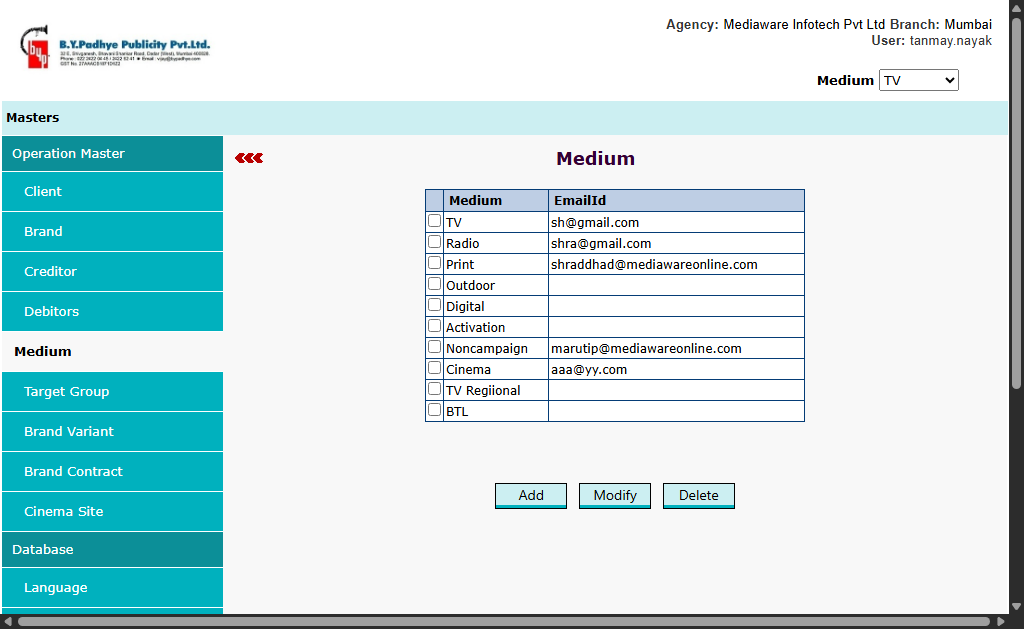 Agency: Mediaware Infotech Pvt Ltd Branch: Mumbai
User: tanmay.nayak
B.Y.Padhye Publicity Pvt.Ltd.
Medium TV
Masters
Operation Master
Client
Brand
Creditor
Debitors
Medium
Target Group
Brand Variant
Brand Contract
Cinema Site
Database
Language
Medium
Medium EmailId
TV sh@gmail.com
Radio shra@gmail.com
Print shraddhad@mediawareonline.com
Outdoor
Digital
Activation
Noncampaign marutip@mediawareonline.com
Cinema aaa@yy.com
TV Regiional
BTL
Add Modify Delete